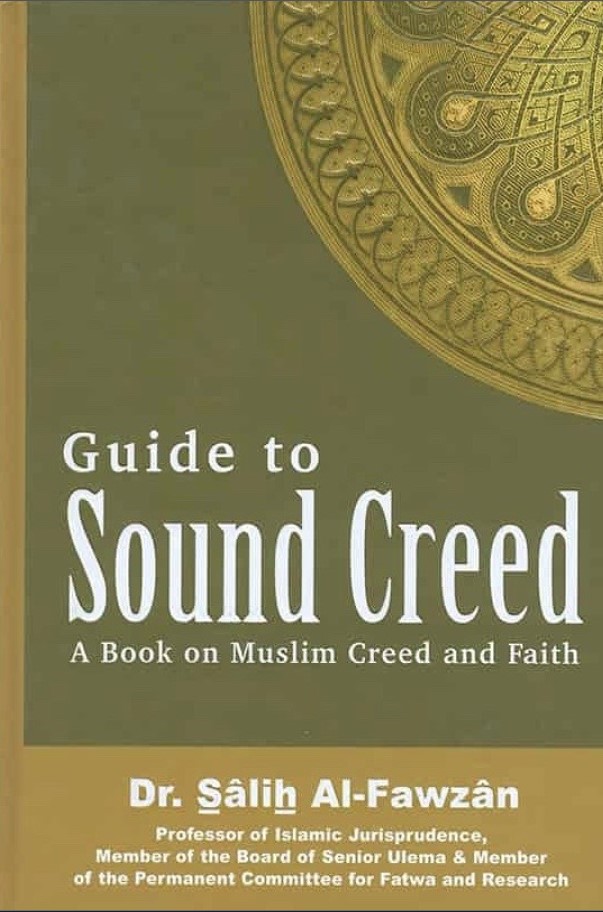 Guide to
Sound Creed
A Book on Muslim Creed and Faith
Dr. S̲âliẖ Al-Fawzân
Professor of Islamic Jurisprudence,
Member of the Board of Senior Ulema & Member
of the Permanent Committee for Fatwa and Research